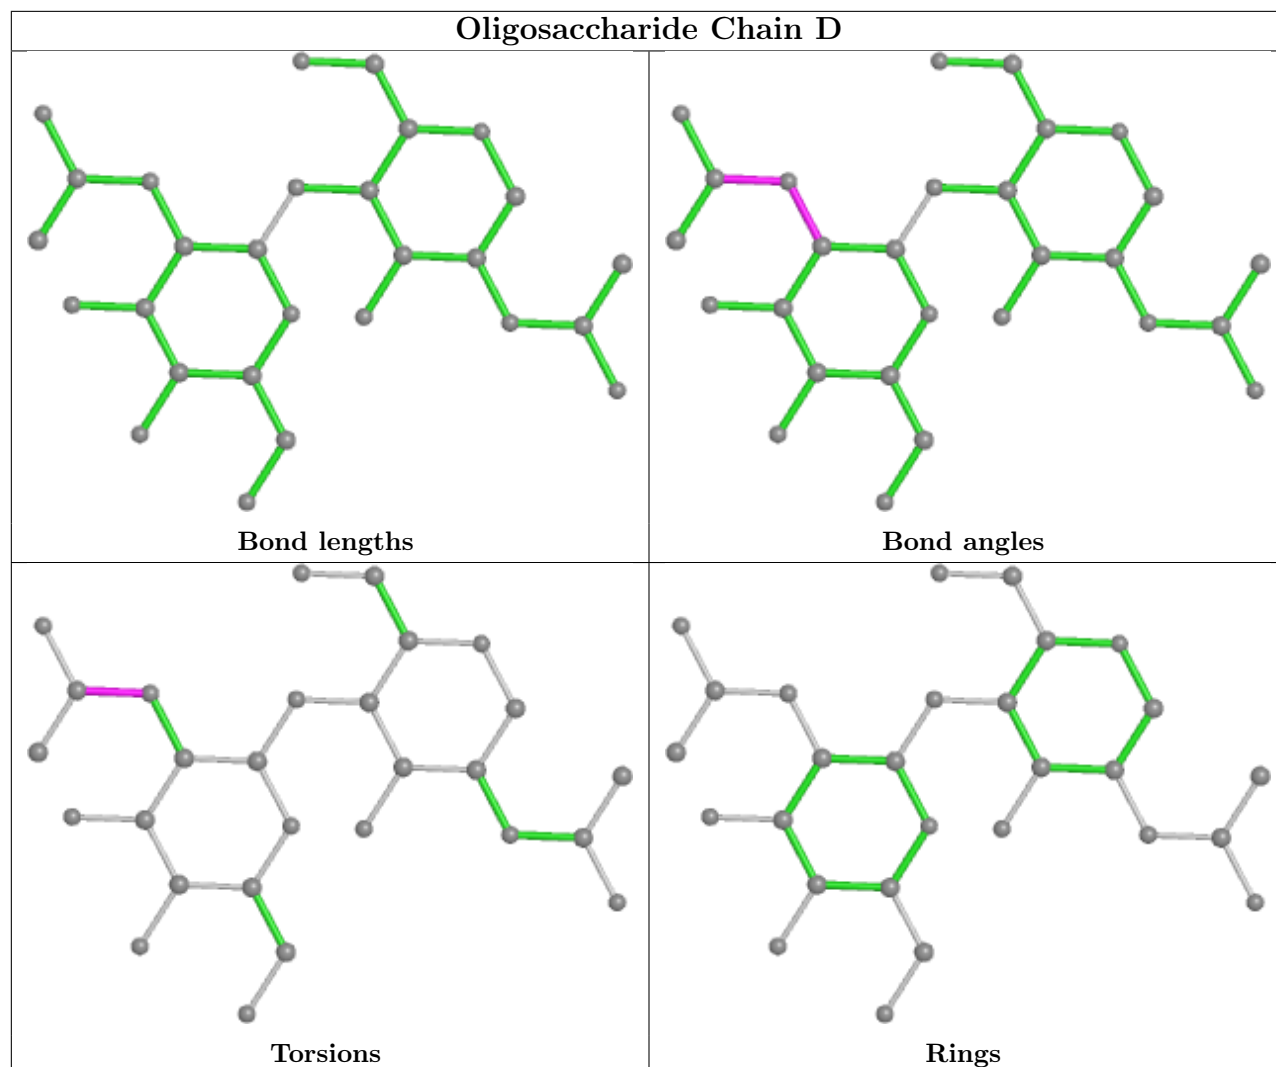 Oligosaccharide Chain D
Bond lengths
Bond angles
Torsions
Rings